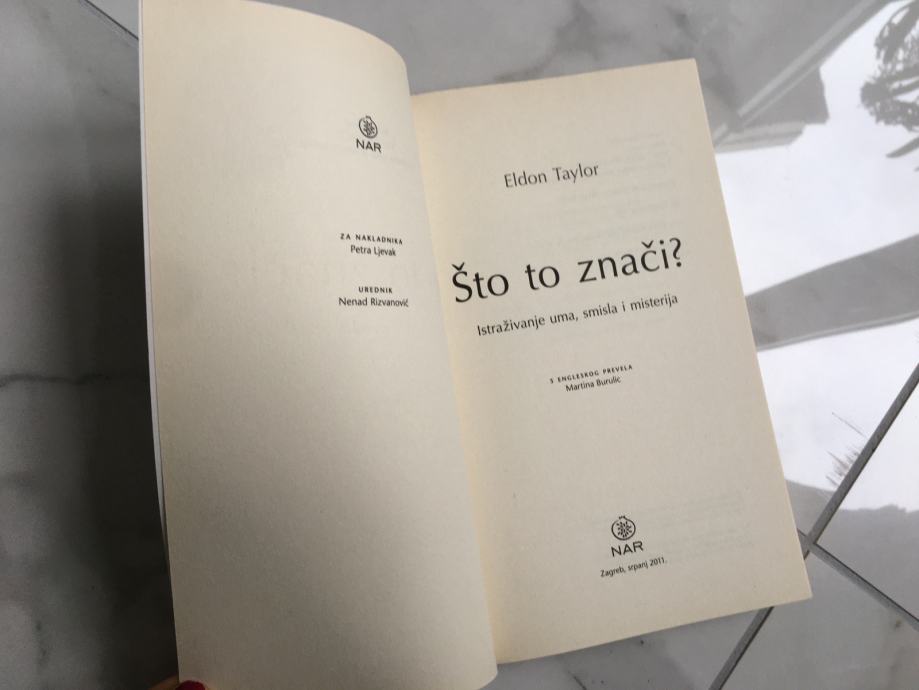 NAR
ZA NAKLADNIKA
Petra Ljevak
UREDNIK
Nenad Rizvanović
Eldon Taylor
Što to znači?
Istraživanje uma, smisla i misterija
S ENGLESKOG PREVELA
Martina Burulic
NAR
Zagreb, srpanj 2011.